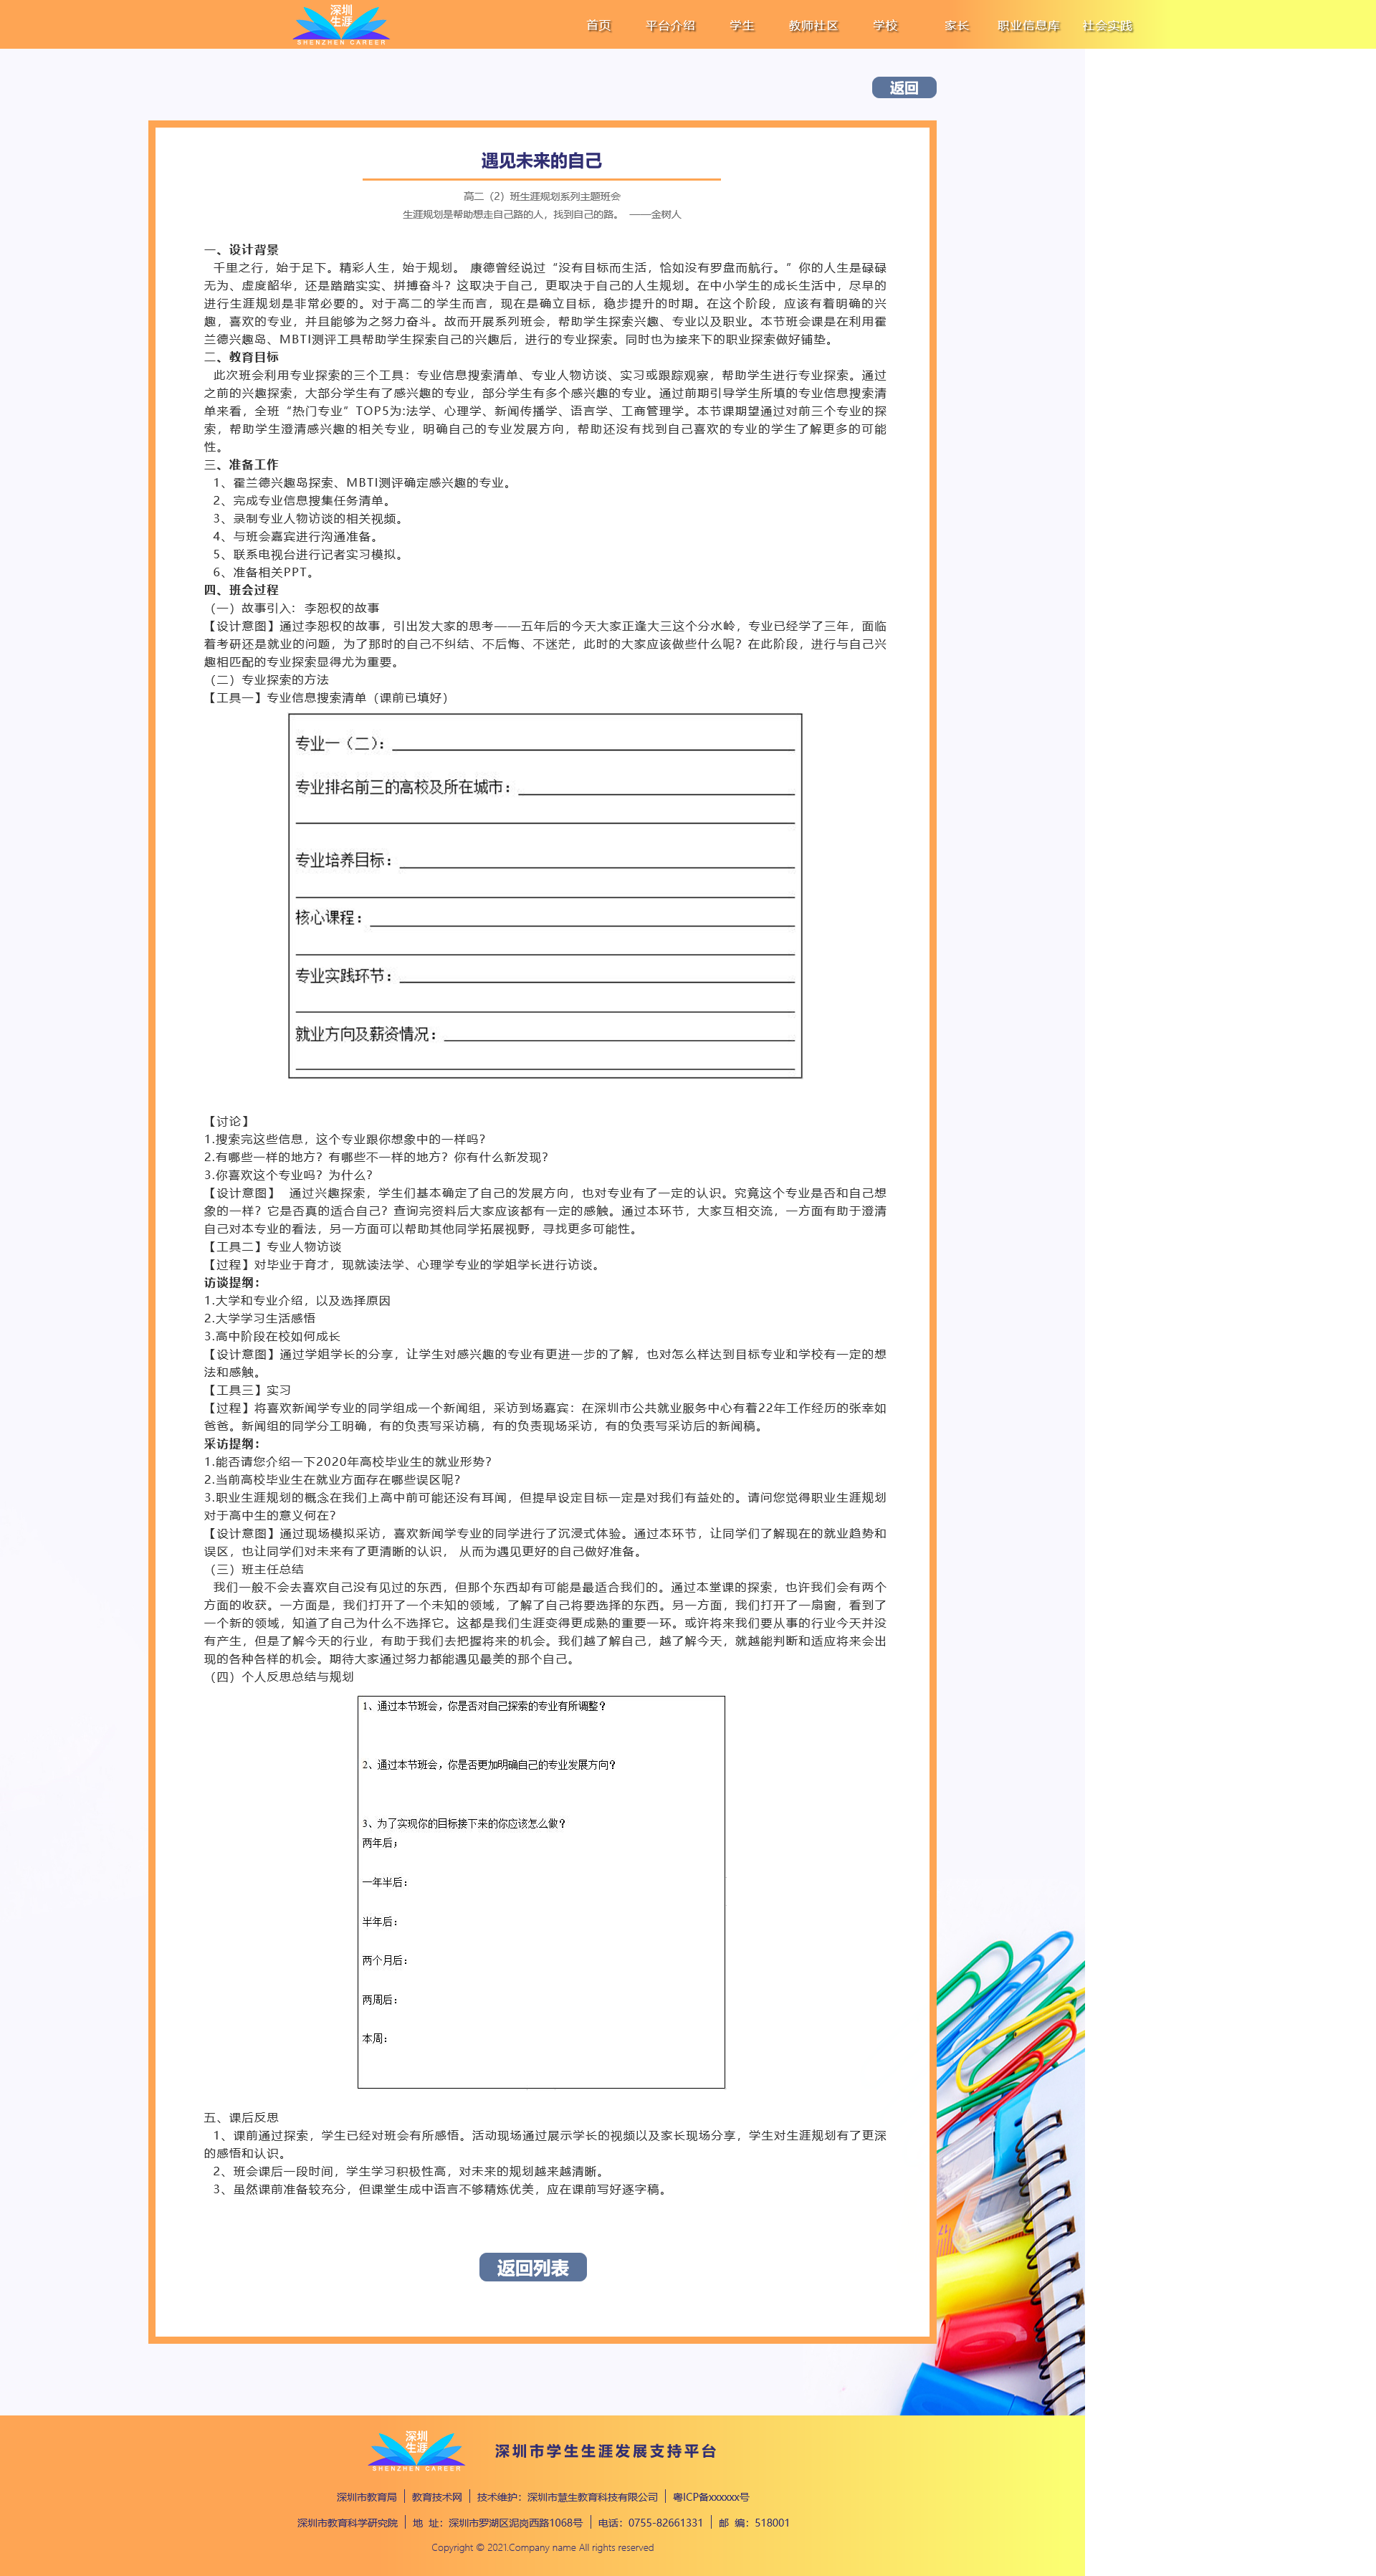 深圳
生涯
SHENZHEN CAREER
首页 平台介绍 学生 教师社区 学校 家长 职业信息库 社会实践
返回
遇见未来的自己
高二（2）班生涯规划系列主题班会
生涯规划是帮助想走自己路的人，找到自己的路。 ——金树人
一、设计背景
千里之行，始于足下。精彩人生，始于规划。 康德曾经说过“没有目标而生活，恰如没有罗盘而航行。”你的人生是碌碌
无为、虚度韶华，还是踏踏实实、拼搏奋斗？这取决于自己，更取决于自己的人生规划。在中小学生的成长生活中，尽早的
进行生涯规划是非常必要的。对于高二的学生而言，现在是确立目标，稳步提升的时期。在这个阶段，应该有着明确的兴
趣，喜欢的专业，并且能够为之努力奋斗。故而开展系列班会，帮助学生探索兴趣、专业以及职业。本节班会课是在利用霍
兰德兴趣岛、MBTI测评工具帮助学生探索自己的兴趣后，进行的专业探索。同时也为接来下的职业探索做好铺垫。
二、教育目标
此次班会利用专业探索的三个工具：专业信息搜索清单、专业人物访谈、实习或跟踪观察，帮助学生进行专业探索。通过
之前的兴趣探索，大部分学生有了感兴趣的专业，部分学生有多个感兴趣的专业。通过前期引导学生所填的专业信息搜索清
单来看，全班“热门专业”TOP5为:法学、心理学、新闻传播学、语言学、工商管理学。本节课期望通过对前三个专业的探
索，帮助学生澄清感兴趣的相关专业，明确自己的专业发展方向，帮助还没有找到自己喜欢的专业的学生了解更多的可能
性。
三、准备工作
1、霍兰德兴趣岛探索、MBTI测评确定感兴趣的专业。
2、完成专业信息搜集任务清单。
3、录制专业人物访谈的相关视频。
4、与班会嘉宾进行沟通准备。
5、联系电视台进行记者实习模拟。
6、准备相关PPT。
四、班会过程
（一）故事引入：李恕权的故事
【设计意图】通过李恕权的故事，引出发大家的思考——五年后的今天大家正逢大三这个分水岭，专业已经学了三年，面临
着考研还是就业的问题，为了那时的自己不纠结、不后悔、不迷茫，此时的大家应该做些什么呢？在此阶段，进行与自己兴
趣相匹配的专业探索显得尤为重要。
（二）专业探索的方法
【工具一】专业信息搜索清单（课前已填好）
专业一（二）：
专业排名前三的高校及所在城市：
专业培养目标：
核心课程：
专业实践环节：
就业方向及薪资情况：
【讨论】
1.搜索完这些信息，这个专业跟你想象中的一样吗？
2.有哪些一样的地方？有哪些不一样的地方？你有什么新发现？
3.你喜欢这个专业吗？为什么？
【设计意图】 通过兴趣探索，学生们基本确定了自己的发展方向，也对专业有了一定的认识。究竟这个专业是否和自己想
象的一样？它是否真的适合自己？查询完资料后大家应该都有一定的感触。通过本环节，大家互相交流，一方面有助于澄清
自己对本专业的看法，另一方面可以帮助其他同学拓展视野，寻找更多可能性。
【工具二】专业人物访谈
【过程】对毕业于育才，现就读法学、心理学专业的学姐学长进行访谈。
访谈提纲：
1.大学和专业介绍，以及选择原因
2.大学学习生活感悟
3.高中阶段在校如何成长
【设计意图】通过学姐学长的分享，让学生对感兴趣的专业有更进一步的了解，也对怎么样达到目标专业和学校有一定的想
法和感触。
【工具三】实习
【过程】将喜欢新闻学专业的同学组成一个新闻组，采访到场嘉宾：在深圳市公共就业服务中心有着22年工作经历的张幸如
爸爸。新闻组的同学分工明确，有的负责写采访稿，有的负责现场采访，有的负责写采访后的新闻稿。
采访提纲：
1.能否请您介绍一下2020年高校毕业生的就业形势？
2.当前高校毕业生在就业方面存在哪些误区呢？
3.职业生涯规划的概念在我们上高中前可能还没有耳闻，但提早设定目标一定是对我们有益处的。请问您觉得职业生涯规划
对于高中生的意义何在？
【设计意图】通过现场模拟采访，喜欢新闻学专业的同学进行了沉浸式体验。通过本环节，让同学们了解现在的就业趋势和
误区，也让同学们对未来有了更清晰的认识， 从而为遇见更好的自己做好准备。
（三）班主任总结
我们一般不会去喜欢自己没有见过的东西，但那个东西却有可能是最适合我们的。通过本堂课的探索，也许我们会有两个
方面的收获。一方面是，我们打开了一个未知的领域，了解了自己将要选择的东西。另一方面，我们打开了一扇窗，看到了
一个新的领域，知道了自己为什么不选择它。这都是我们生涯变得更成熟的重要一环。或许将来我们要从事的行业今天并没
有产生，但是了解今天的行业，有助于我们去把握将来的机会。我们越了解自己，越了解今天，就越能判断和适应将来会出
现的各种各样的机会。期待大家通过努力都能遇见最美的那个自己。
（四）个人反思总结与规划
1、通过本节班会，你是否对自己探索的专业有所调整？
2、通过本节班会，你是否更加明确自己的专业发展方向？
3、为了实现你的目标接下来的你应该怎么做？
两年后；
一年半后：
半年后：
两个月后：
两周后：
本周：
五、课后反思
1、课前通过探索，学生已经对班会有所感悟。活动现场通过展示学长的视频以及家长现场分享，学生对生涯规划有了更深
的感悟和认识。
2、班会课后一段时间，学生学习积极性高，对未来的规划越来越清晰。
3、虽然课前准备较充分，但课堂生成中语言不够精炼优美，应在课前写好逐字稿。
返回列表
深圳
生涯
SHENZHEN CAREER
深圳市学生生涯发展支持平台
深圳市教育局 教育技术网 技术维护：深圳市慧生教育科技有限公司 粤ICP备xxxxxx号
深圳市教育科学研究院 地 址：深圳市罗湖区泥岗西路1068号 电话：0755-82661331 邮 编：518001
Copyright © 2021.Company name All rights reserved